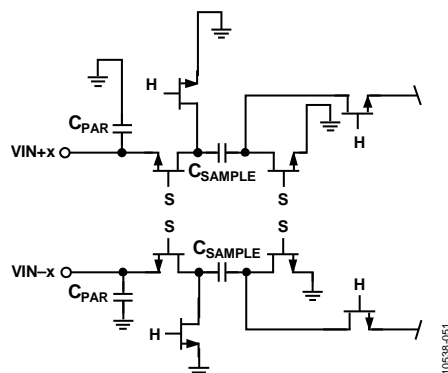 H
C_PAR
VIN+x
H
C_SAMPLE
S
S
S
S
C_SAMPLE
VIN–x
C_PAR
H
H
10538-051